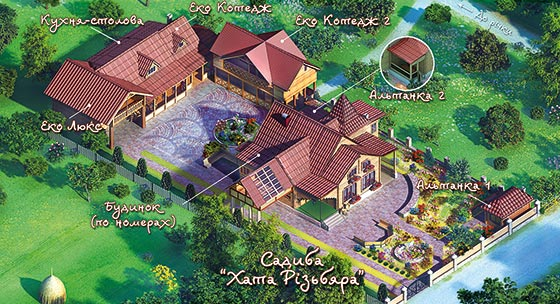 Еко Котедж
Кухня-столова
Еко Котедж 2
До річки
Альтанка 2
Еко Люкс
Альтанка 1
Будинок
(по номерах)
Садиба
"Хата Різьбяра"